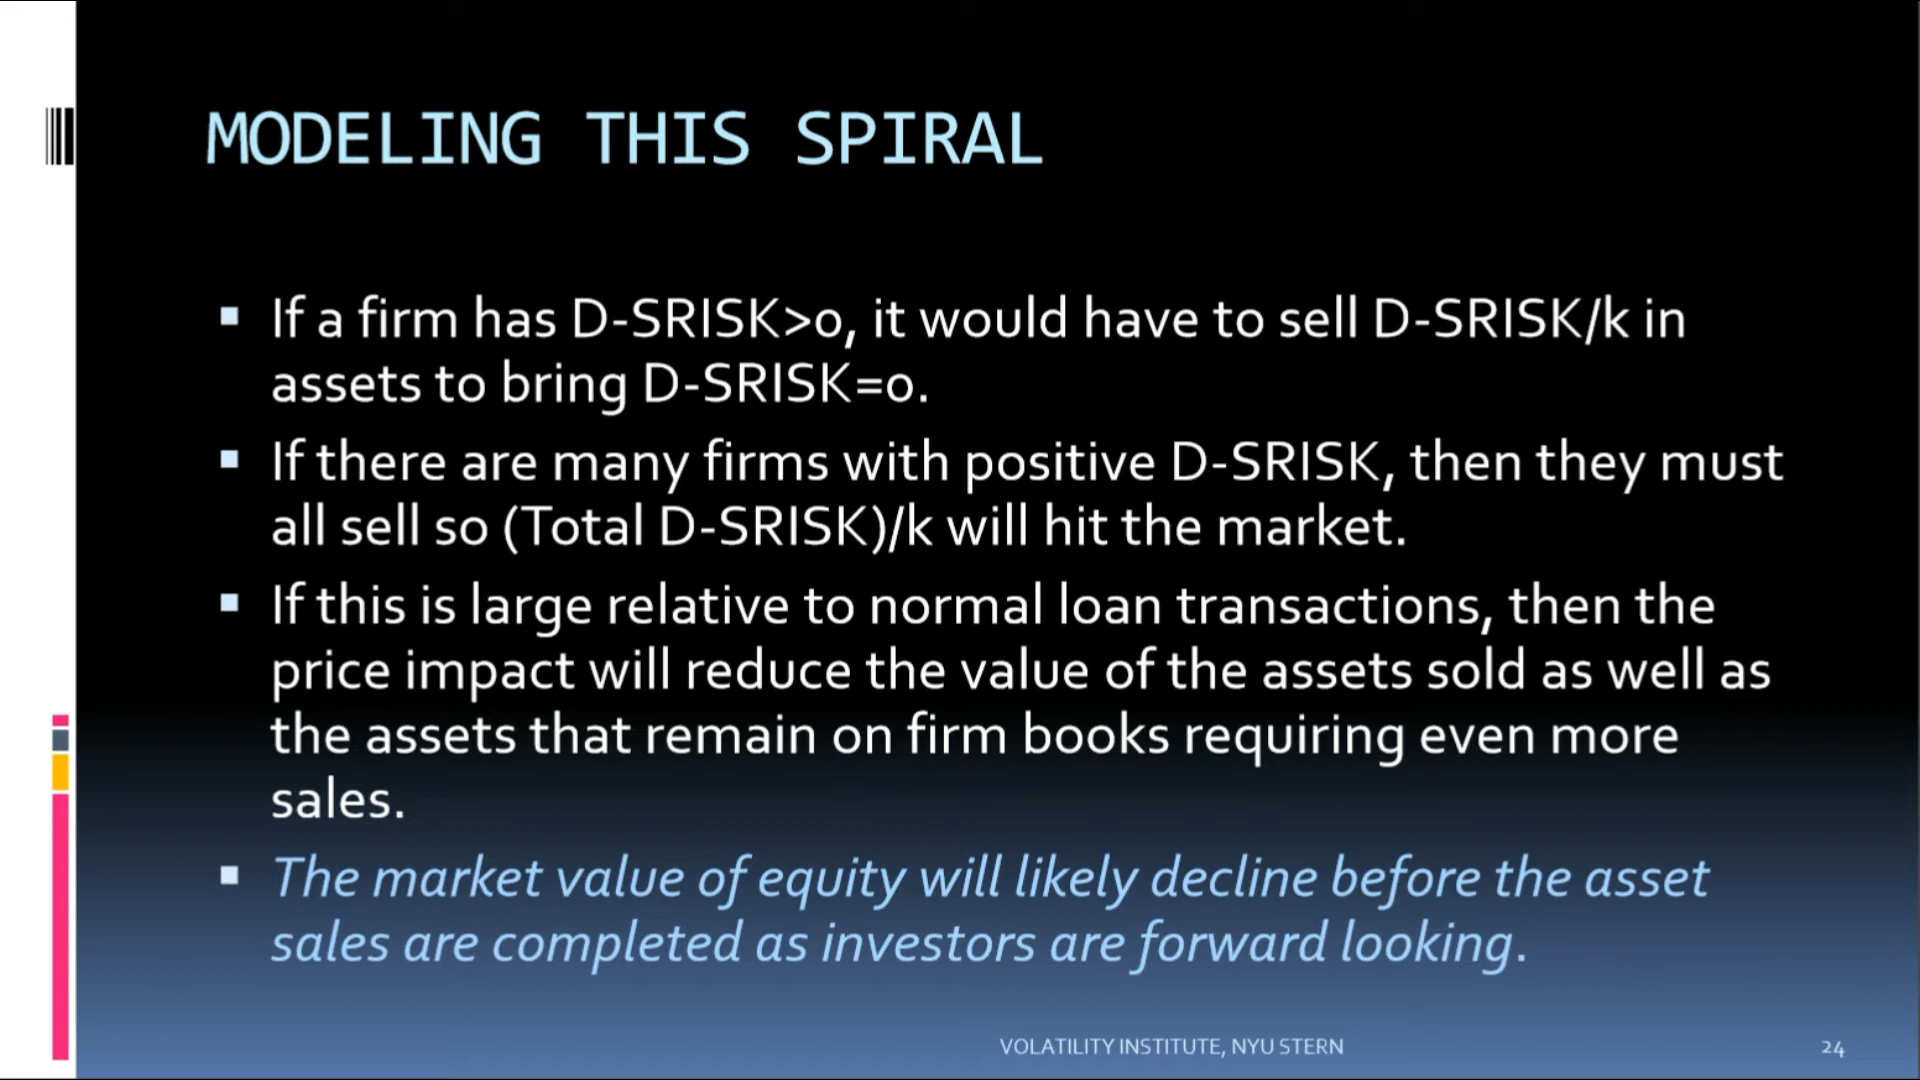 MODELING THIS SPIRAL
If a firm has D-SRISK>0, it would have to sell D-SRISK/k in
assets to bring D-SRISK=0.
If there are many firms with positive D-SRISK, then they must
all sell so (Total D-SRISK)/k will hit the market.
If this is large relative to normal loan transactions, then the
price impact will reduce the value of the assets sold as well as
the assets that remain on firm books requiring even more
sales.
The market value of equity will likely decline before the asset
sales are completed as investors are forward looking.
VOLATILITY INSTITUTE, NYU STERN
24